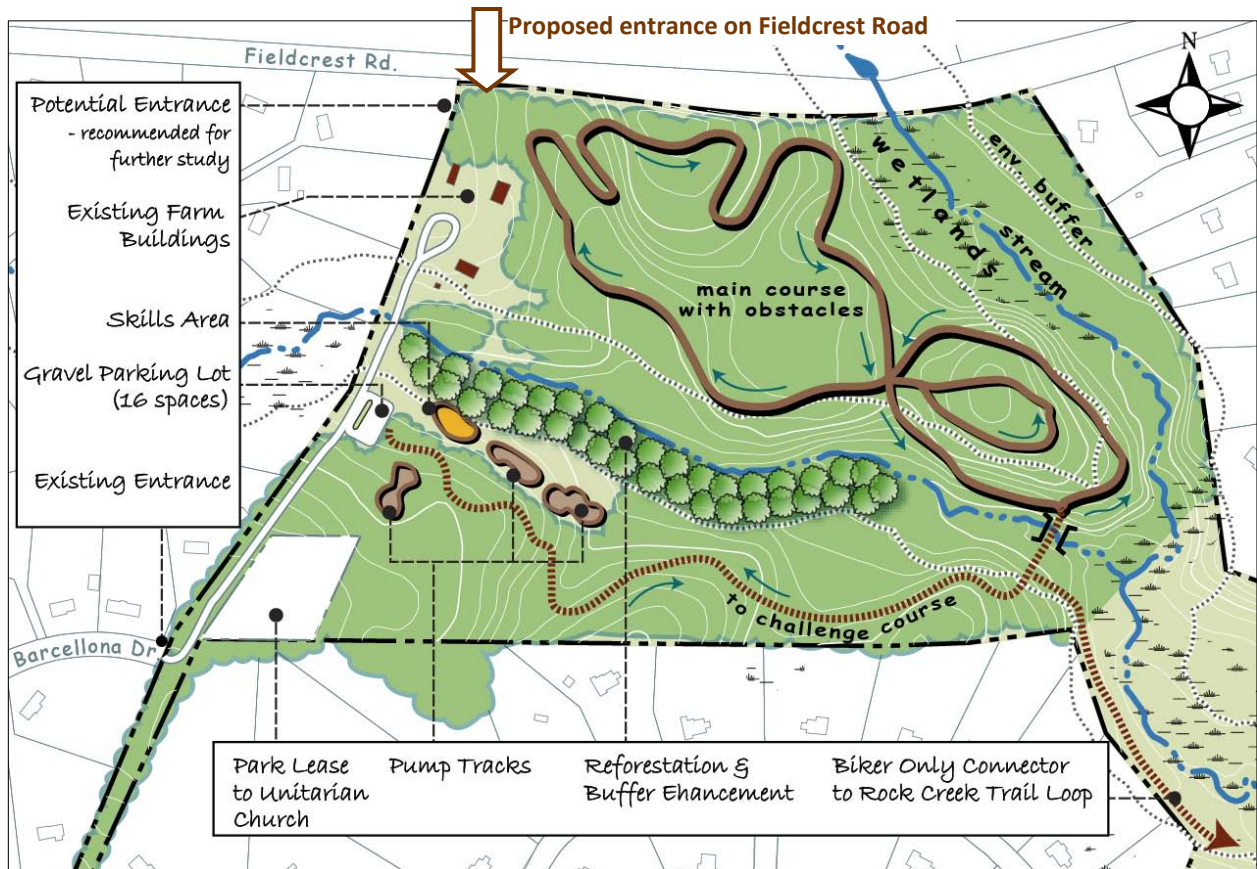 Proposed entrance on Fieldcrest Road
Fieldcrest Rd.
N
Potential Entrance
- recommended for
further study
Existing Farm
Buildings
Skills Area
Gravel Parking Lot
(16 spaces)
Existing Entrance
wetlands
stream
env. buffer
main course
with obstacles
to challenge course
Barcellona Dr
Park Lease
to Unitarian
Church
Pump Tracks
Reforestation &
Buffer Ehancement
Biker Only Connector
to Rock Creek Trail Loop